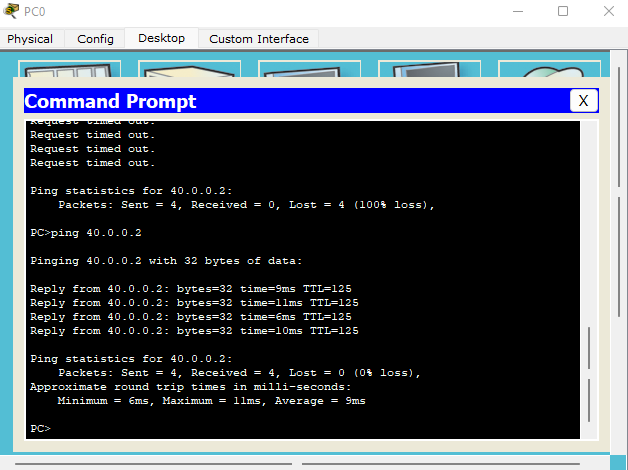 PC0
Physical Config Desktop Custom Interface
Command Prompt X
Request timed out.
Request timed out.
Request timed out.
Request timed out.
Ping statistics for 40.0.0.2:
Packets: Sent = 4, Received = 0, Lost = 4 (100% loss),
PC>ping 40.0.0.2
Pinging 40.0.0.2 with 32 bytes of data:
Reply from 40.0.0.2: bytes=32 time=9ms TTL=125
Reply from 40.0.0.2: bytes=32 time=11ms TTL=125
Reply from 40.0.0.2: bytes=32 time=6ms TTL=125
Reply from 40.0.0.2: bytes=32 time=10ms TTL=125
Ping statistics for 40.0.0.2:
Packets: Sent = 4, Received = 4, Lost = 0 (0% loss),
Approximate round trip times in milli-seconds:
Minimum = 6ms, Maximum = 11ms, Average = 9ms
PC>